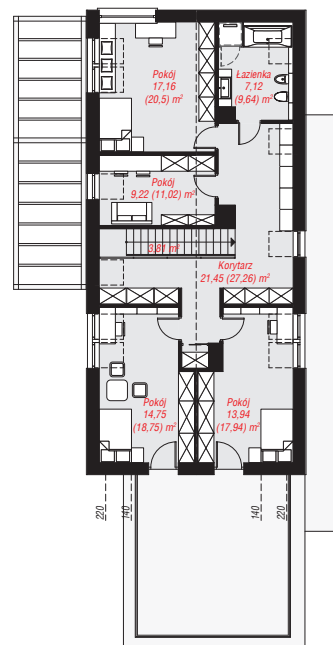 Pokój
17,16
(20,5) m²
Łazienka
7,12
(9,64) m²
Pokój
9,22 (11,02) m²
3,81 m²
Korytarz
21,45 (27,26) m²
Pokój
14,75
(18,75) m²
Pokój
13,94
(17,94) m²
220
140
140
220